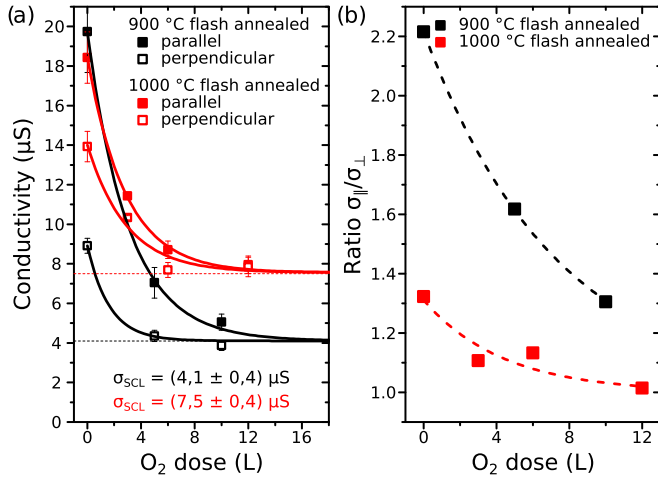 (a)
900 °C flash annealed
parallel
perpendicular
1000 °C flash annealed
parallel
perpendicular
Conductivity (µS)
20
18
16
14
12
10
8
6
4
2
0
σSCL = (4,1 ± 0,4) µS
σSCL = (7,5 ± 0,4) µS
0 4 8 12 16
O2 dose (L)
(b)
900 °C flash annealed
1000 °C flash annealed
Ratio σ∥/σ⊥
2.2
2.0
1.8
1.6
1.4
1.2
1.0
0 4 8 12
O2 dose (L)